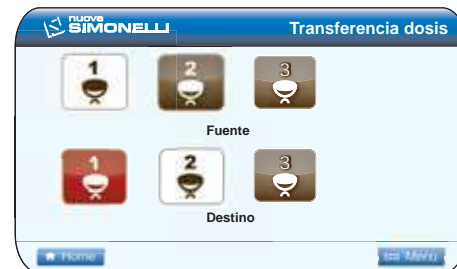 nuova
SIMONELLI
Transferencia dosis
1 2 3
Fuente
1 2 3
Destino
Home Menu